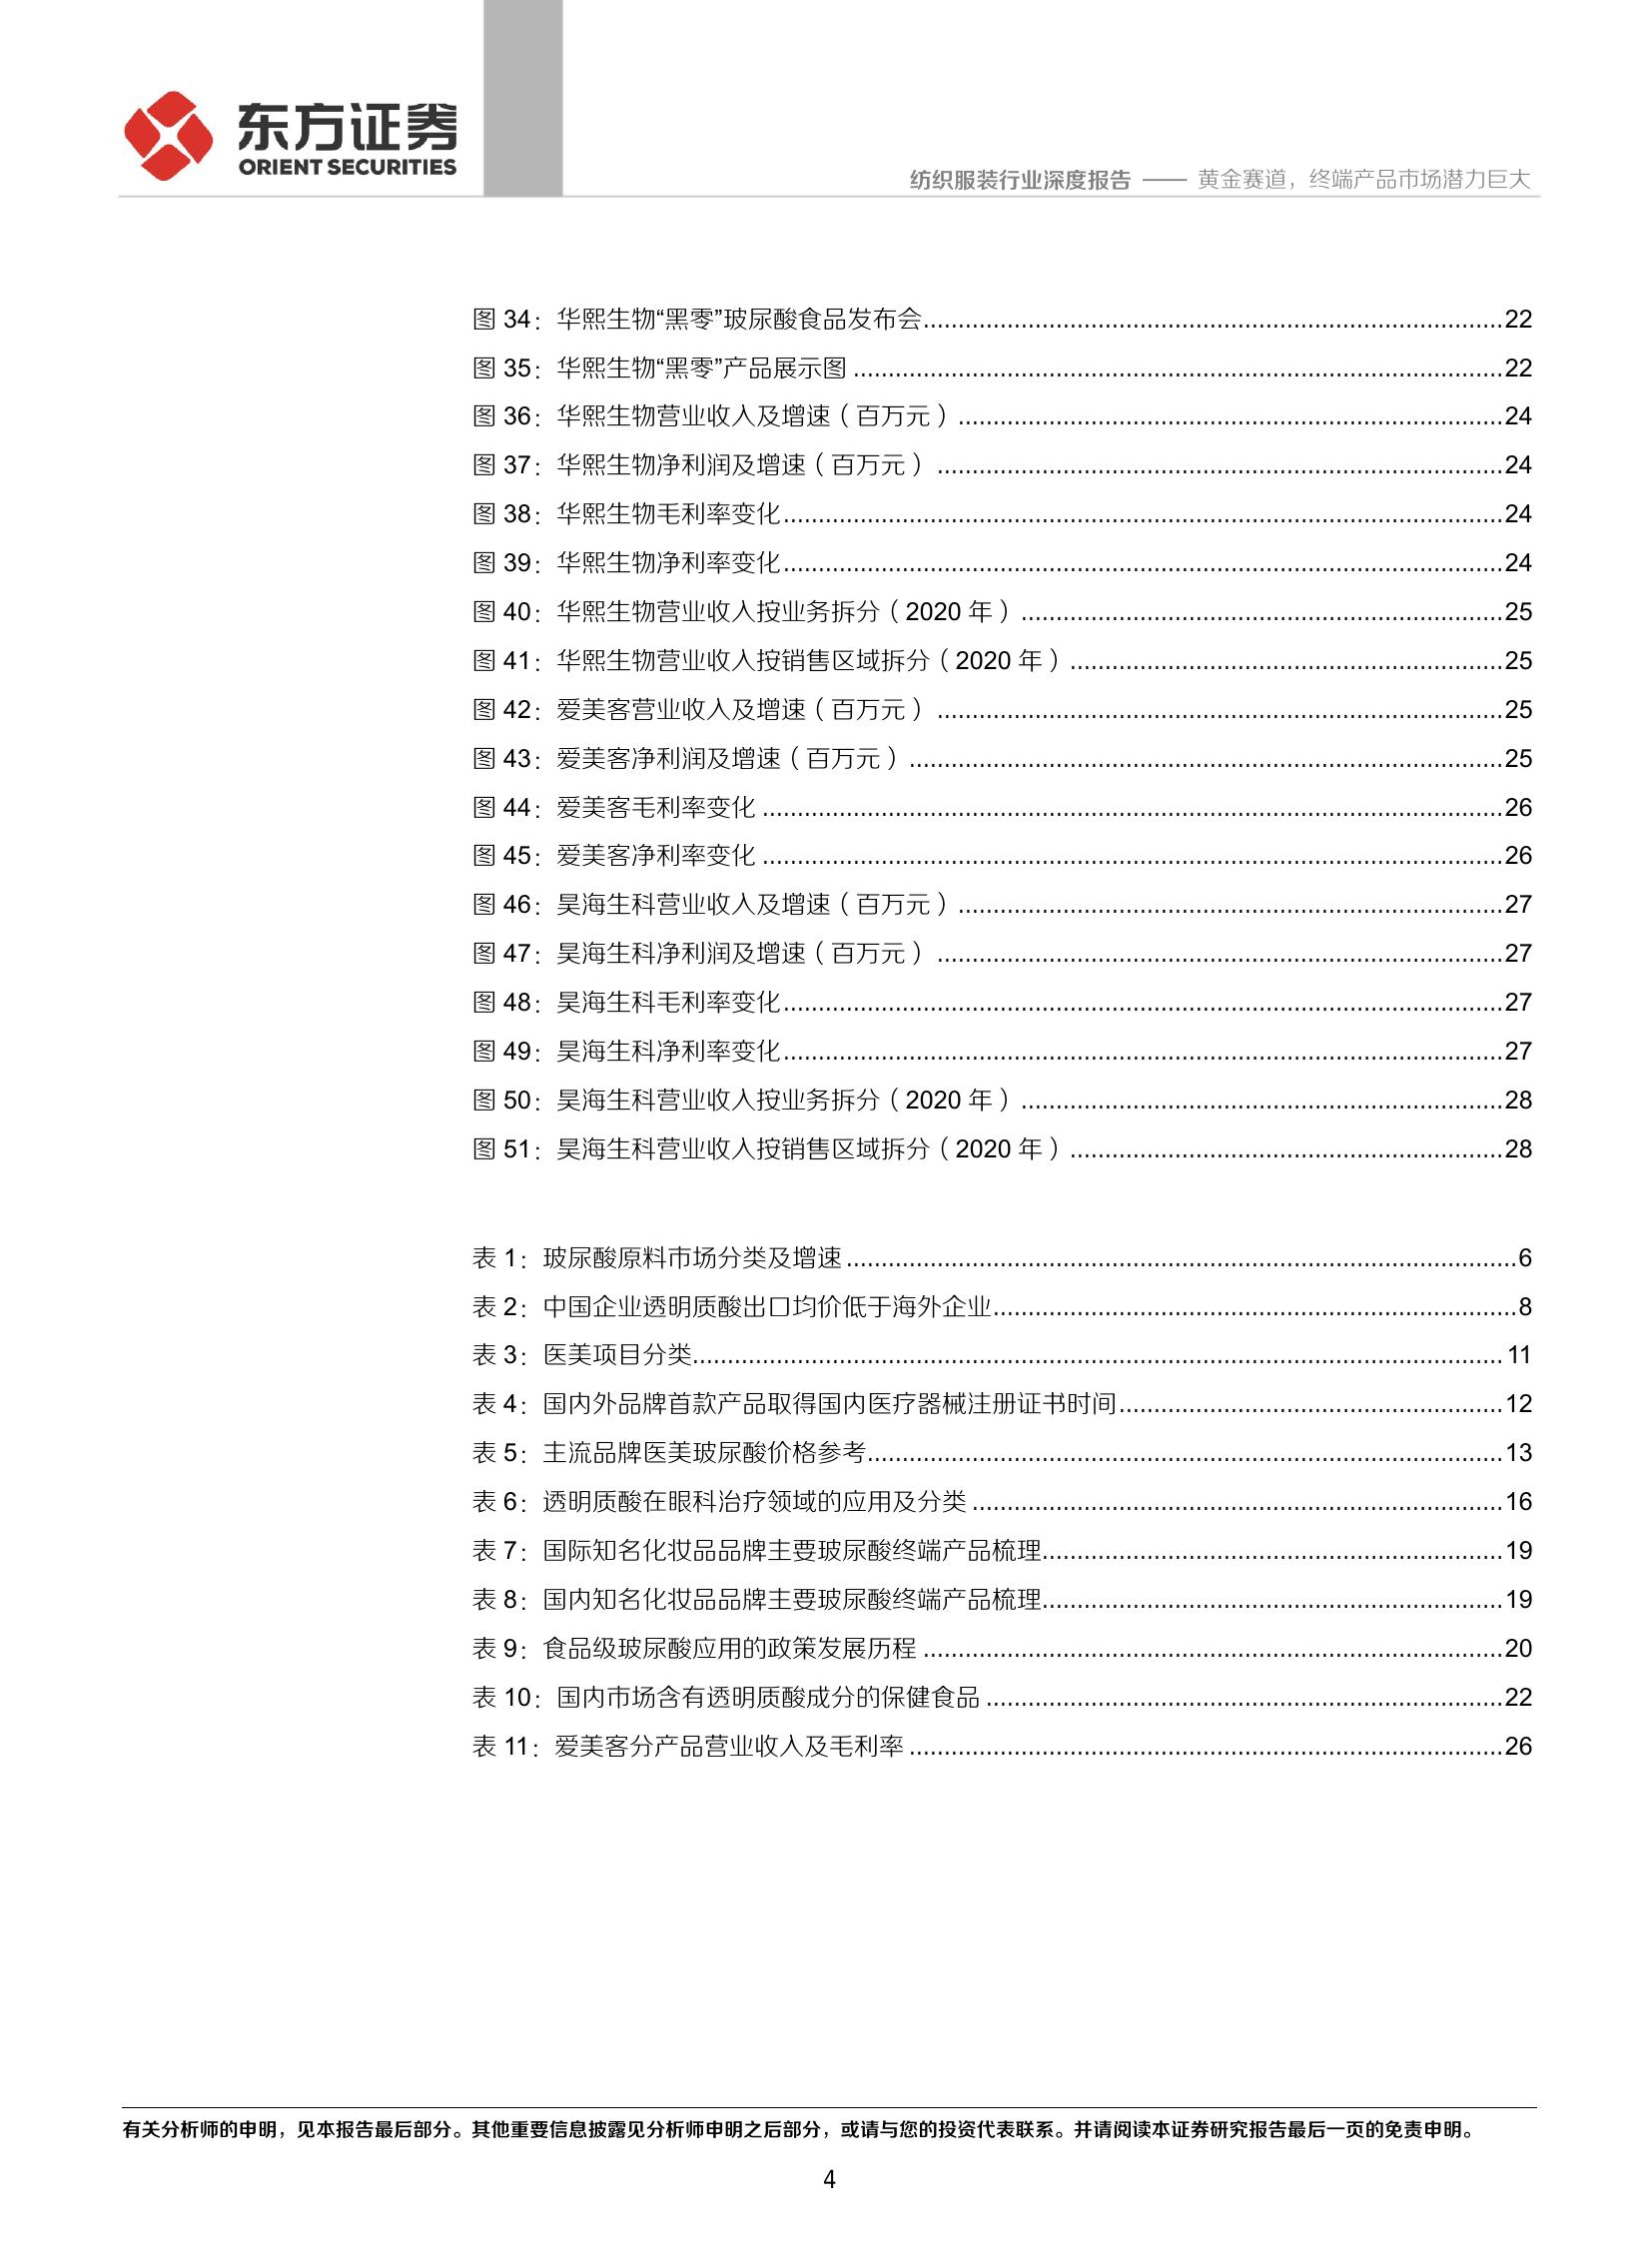 东方证券
ORIENT SECURITIES
纺织服装行业深度报告 —— 黄金赛道，终端产品市场潜力巨大
图 34：华熙生物“黑零”玻尿酸食品发布会....................22
图 35：华熙生物“黑零”产品展示图....................22
图 36：华熙生物营业收入及增速（百万元）....................24
图 37：华熙生物净利润及增速（百万元）....................24
图 38：华熙生物毛利率变化....................24
图 39：华熙生物净利率变化....................24
图 40：华熙生物营业收入按业务拆分（2020 年）....................25
图 41：华熙生物营业收入按销售区域拆分（2020 年）....................25
图 42：爱美客营业收入及增速（百万元）....................25
图 43：爱美客净利润及增速（百万元）....................25
图 44：爱美客毛利率变化....................26
图 45：爱美客净利率变化....................26
图 46：昊海生科营业收入及增速（百万元）....................27
图 47：昊海生科净利润及增速（百万元）....................27
图 48：昊海生科毛利率变化....................27
图 49：昊海生科净利率变化....................27
图 50：昊海生科营业收入按业务拆分（2020 年）....................28
图 51：昊海生科营业收入按销售区域拆分（2020 年）....................28
表 1：玻尿酸原料市场分类及增速....................6
表 2：中国企业透明质酸出口均价低于海外企业....................8
表 3：医美项目分类....................11
表 4：国内外品牌首款产品取得国内医疗器械注册证书时间....................12
表 5：主流品牌医美玻尿酸价格参考....................13
表 6：透明质酸在眼科治疗领域的应用及分类....................16
表 7：国际知名化妆品品牌主要玻尿酸终端产品梳理....................19
表 8：国内知名化妆品品牌主要玻尿酸终端产品梳理....................19
表 9：食品级玻尿酸应用的政策发展历程....................20
表 10：国内市场含有透明质酸成分的保健食品....................22
表 11：爱美客分产品营业收入及毛利率....................26
有关分析师的申明，见本报告最后部分。其他重要信息披露见分析师申明之后部分，或请与您的投资代表联系。并请阅读本证券研究报告最后一页的免责申明。
4